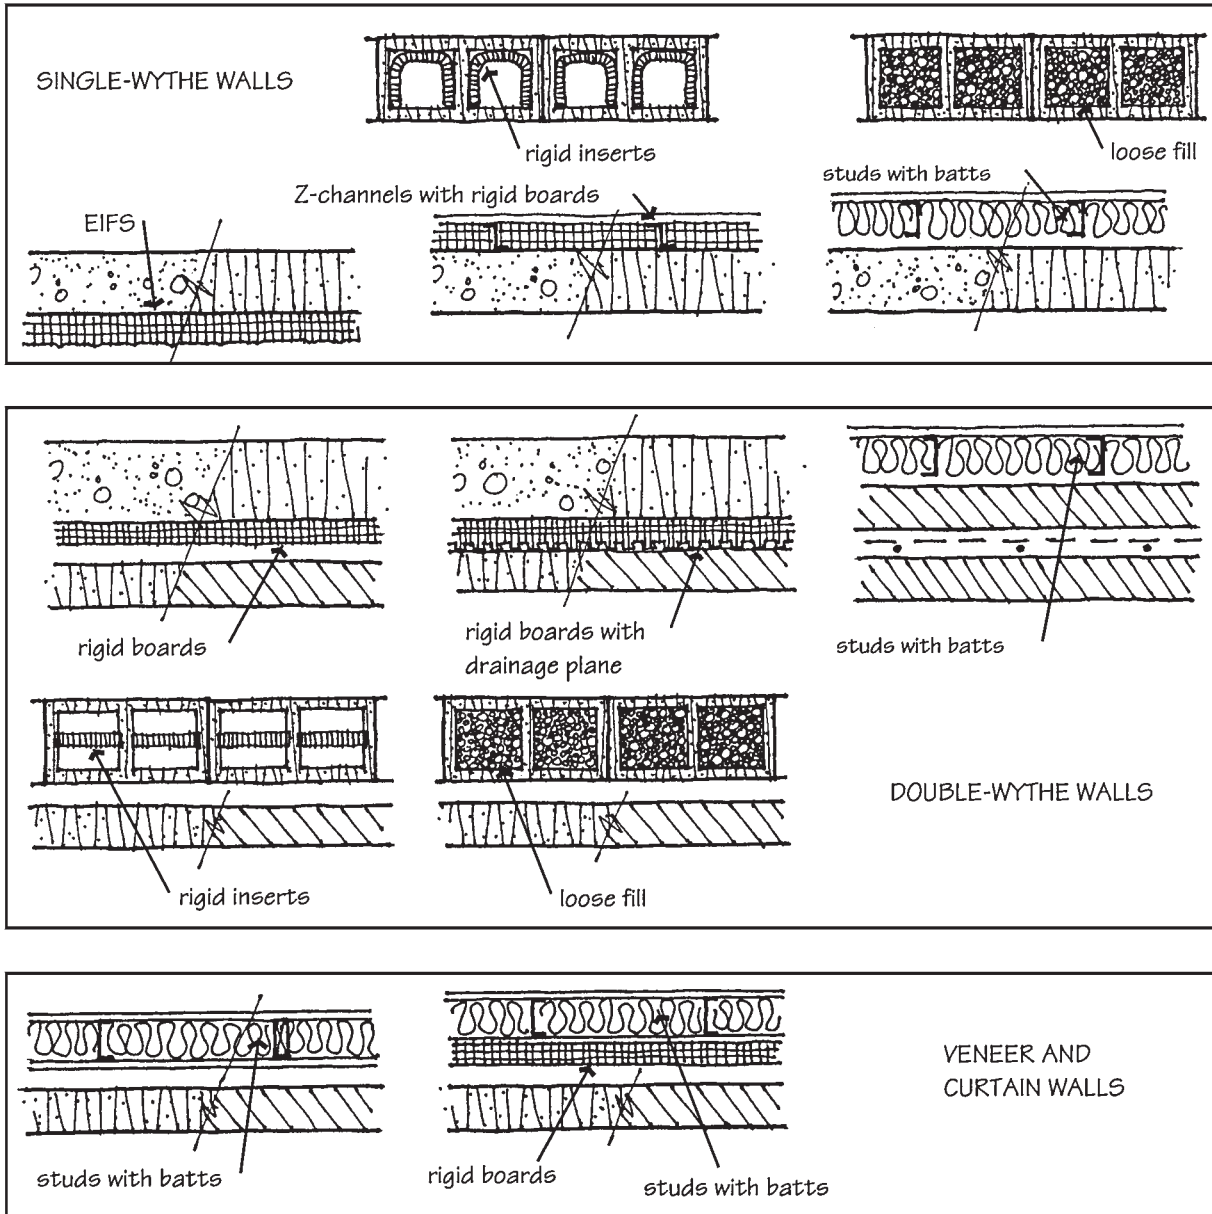 SINGLE-WYTHE WALLS
rigid inserts
loose fill
Z-channels with rigid boards
studs with batts
EIFS
rigid boards
rigid boards with
drainage plane
studs with batts
rigid inserts
loose fill
DOUBLE-WYTHE WALLS
studs with batts
rigid boards
studs with batts
VENEER AND
CURTAIN WALLS